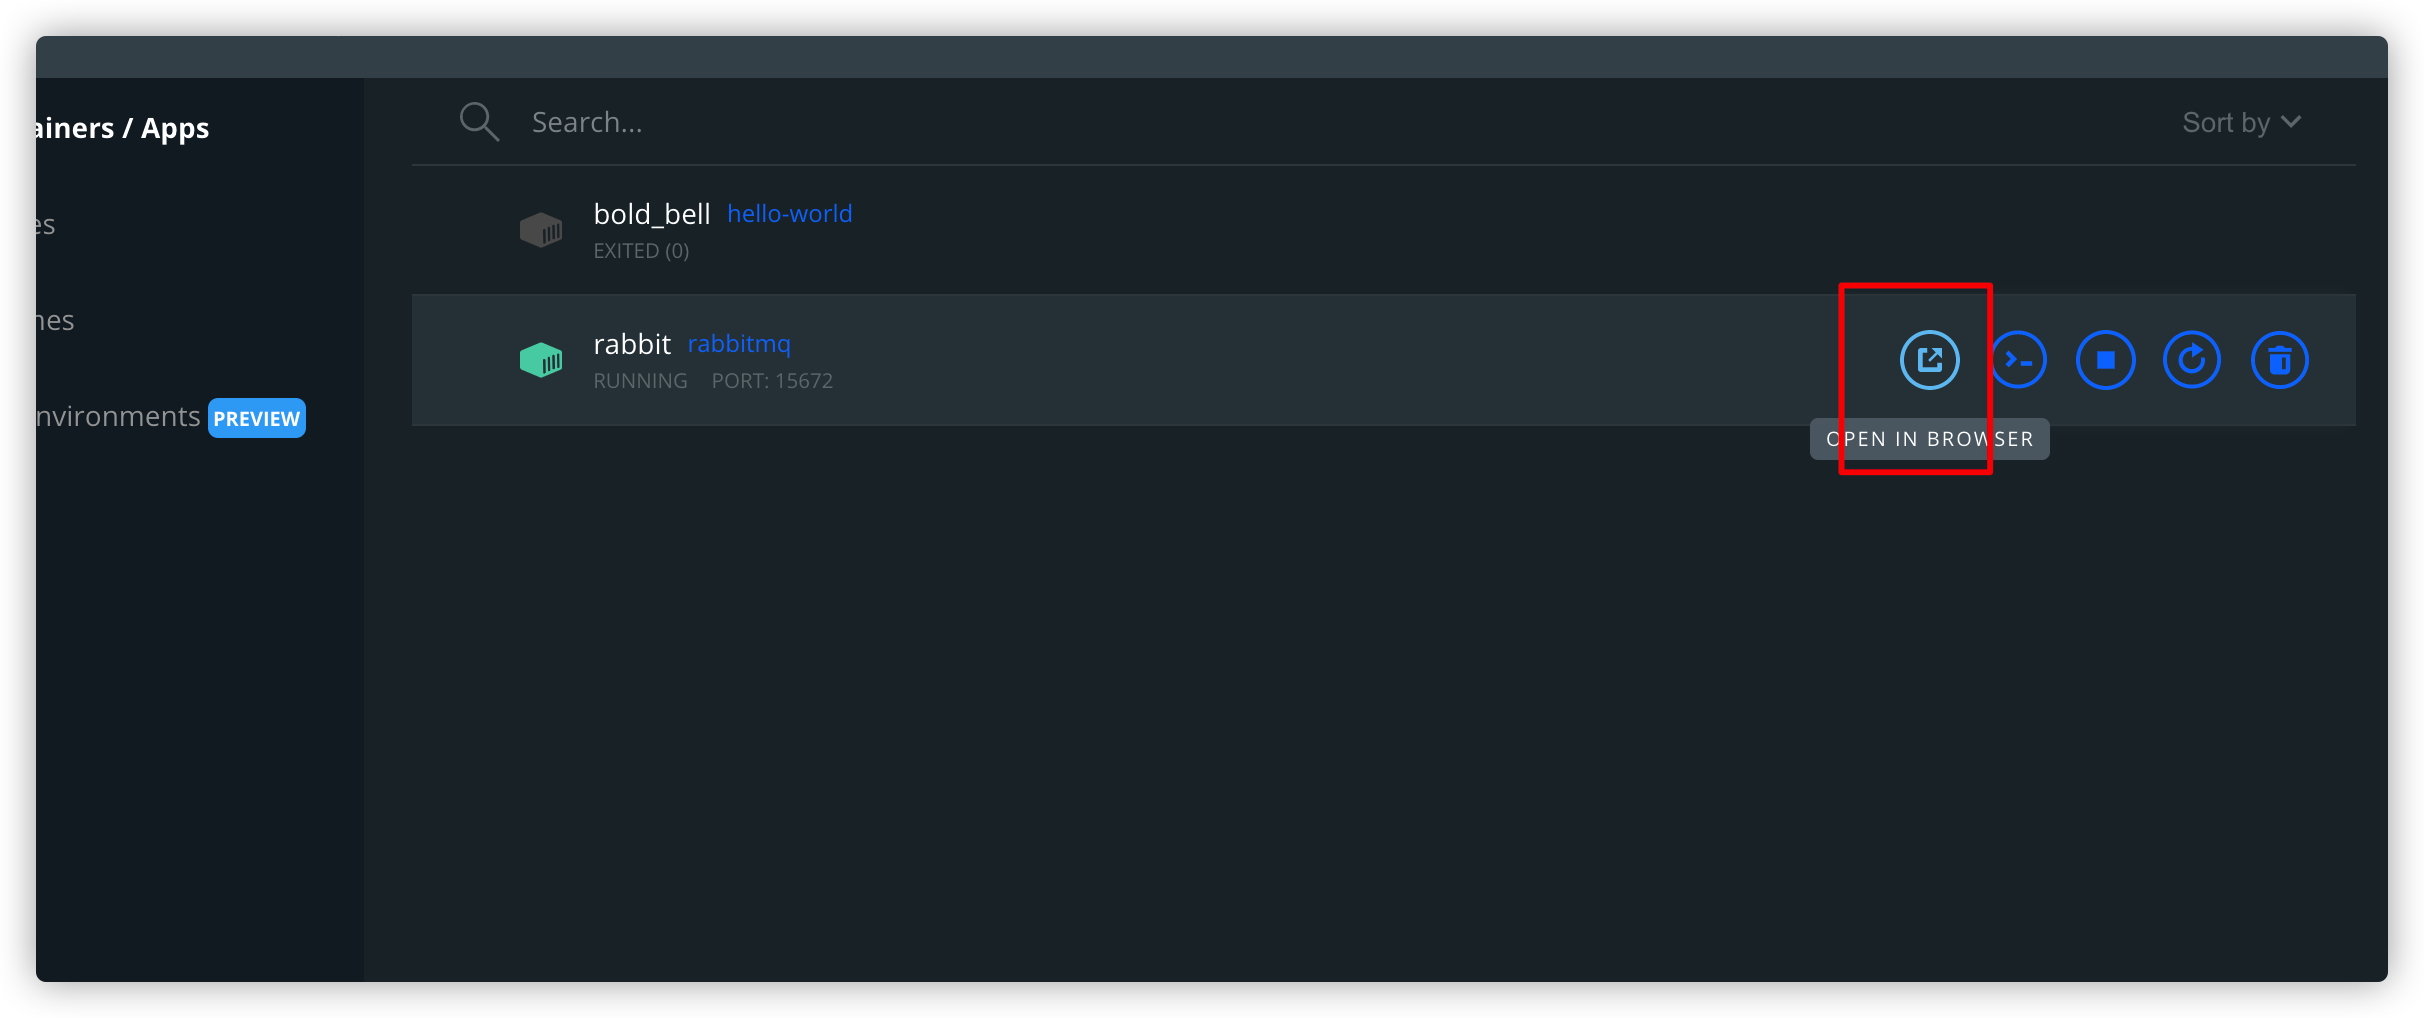 ainers / Apps
es
nes
nvironments PREVIEW
Search...
Sort by
bold_bell hello-world
EXITED (0)
rabbit rabbitmq
RUNNING PORT: 15672
OPEN IN BROWSER